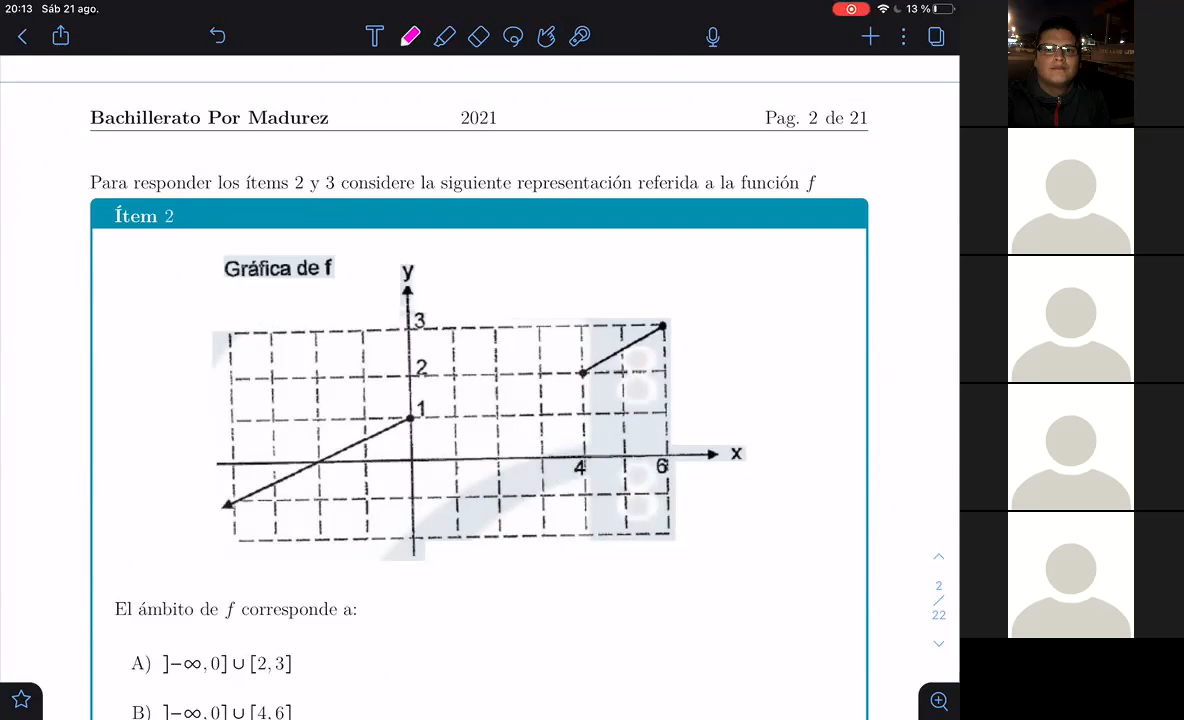 20:13 Sáb 21 ago.
13 %
Bachillerato Por Madurez 2021 Pag. 2 de 21
Para responder los ítems 2 y 3 considere la siguiente representación referida a la función f
Ítem 2
Gráfica de f
y
3
2
1
x
4 6
El ámbito de f corresponde a:
A) ]−∞, 0] ∪ [2, 3]
B) ]−∞, 0] ∪ [4, 6]
2
/
22